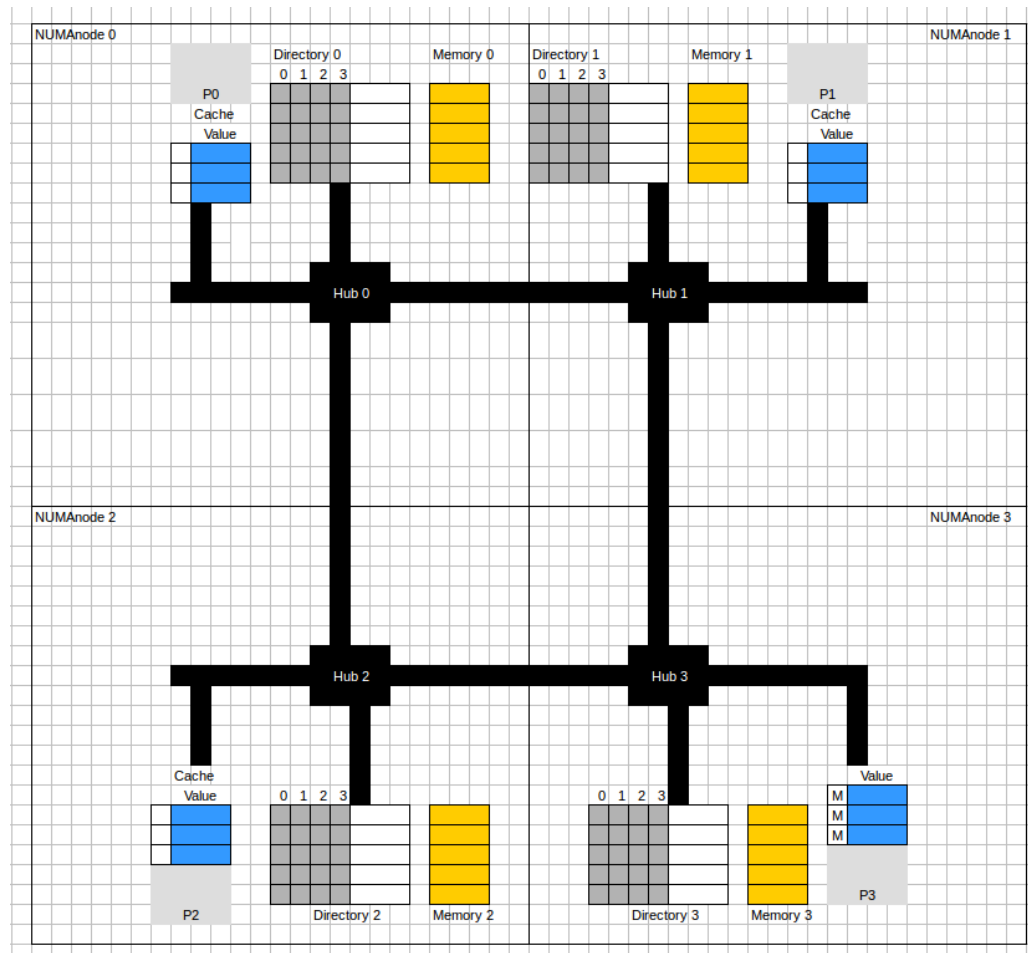 NUMAnode 0
NUMAnode 1
Directory 0
Memory 0
Directory 1
Memory 1
0 1 2 3
0 1 2 3
P0
P1
Cache
Cache
Value
Value
Hub 0
Hub 1
NUMAnode 2
NUMAnode 3
Hub 2
Hub 3
Cache
Value
Value
0 1 2 3
0 1 2 3
M
M
M
P3
P2
Directory 2
Memory 2
Directory 3
Memory 3